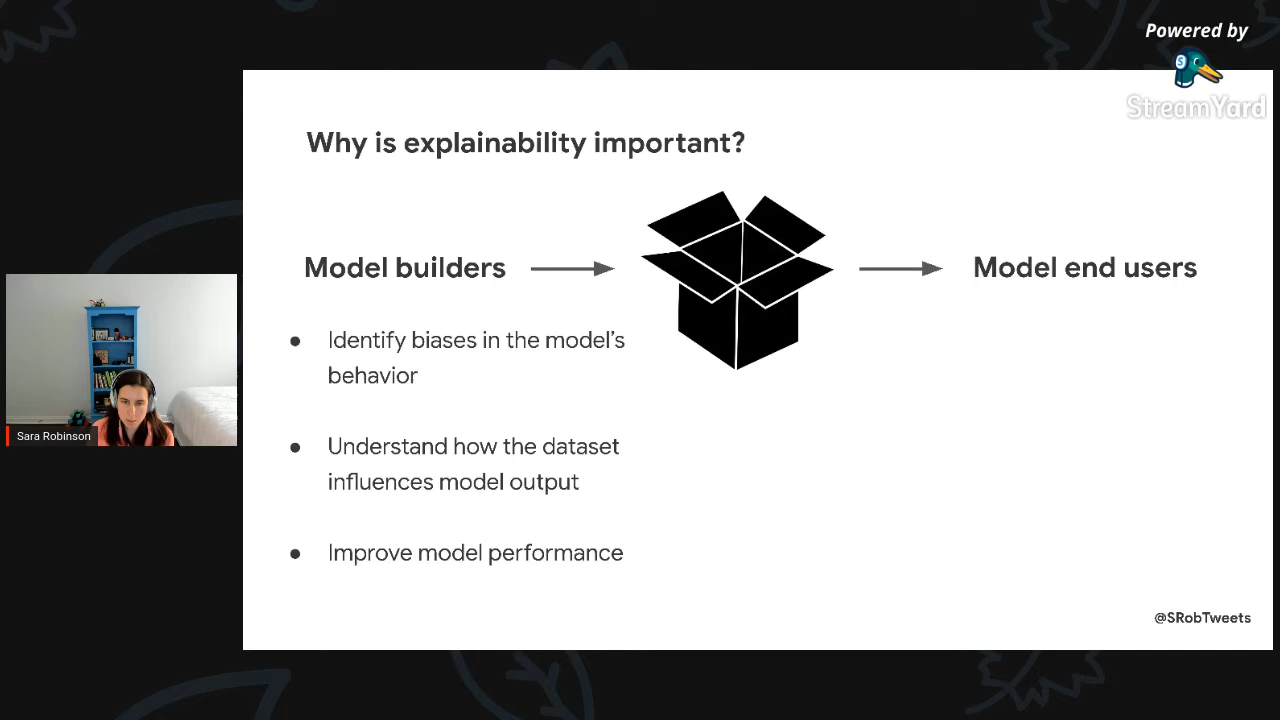 Powered by
StreamYard
Why is explainability important?
Model builders
Model end users
● Identify biases in the model’s
behavior
● Understand how the dataset
influences model output
● Improve model performance
@SRobTweets
Sara Robinson